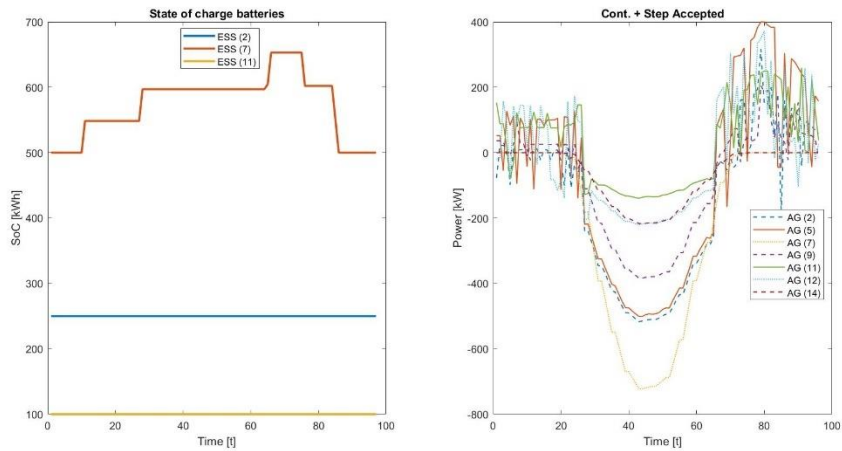 State of charge batteries
700
600
500
400
300
200
100
0
20
40
60
80
100
SoC [kWh]
Time [t]
ESS (2)
ESS (7)
ESS (11)
Cont. + Step Accepted
400
200
0
-200
-400
-600
-800
0
20
40
60
80
100
Power [kW]
Time [t]
AG (2)
AG (5)
AG (7)
AG (9)
AG (11)
AG (12)
AG (14)